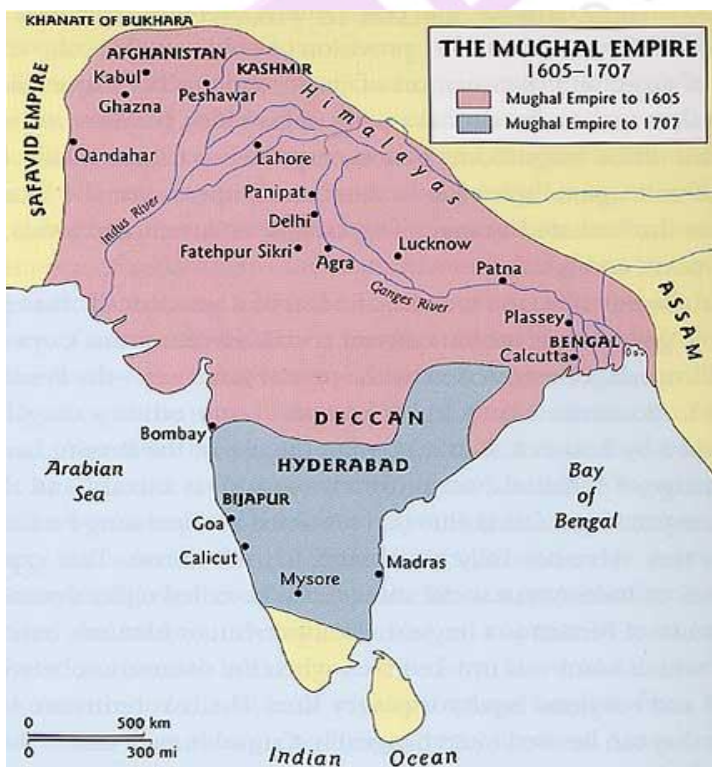 KHANATE OF BUKHARA
THE MUGHAL EMPIRE
1605–1707
Mughal Empire to 1605
Mughal Empire to 1707
AFGHANISTAN
KASHMIR
Kabul
Ghazna
Peshawar
Himalayas
SAFAVID EMPIRE
Qandahar
Lahore
Indus River
Panipat
Delhi
Fatehpur Sikri
Agra
Lucknow
Patna
Ganges River
Plassey
ASSAM
BENGAL
Calcutta
DECCAN
Bombay
HYDERABAD
Arabian
Sea
Bay
of
Bengal
BIJAPUR
Goa
Calicut
Madras
Mysore
0 500 km
0 300 mi
Indian Ocean